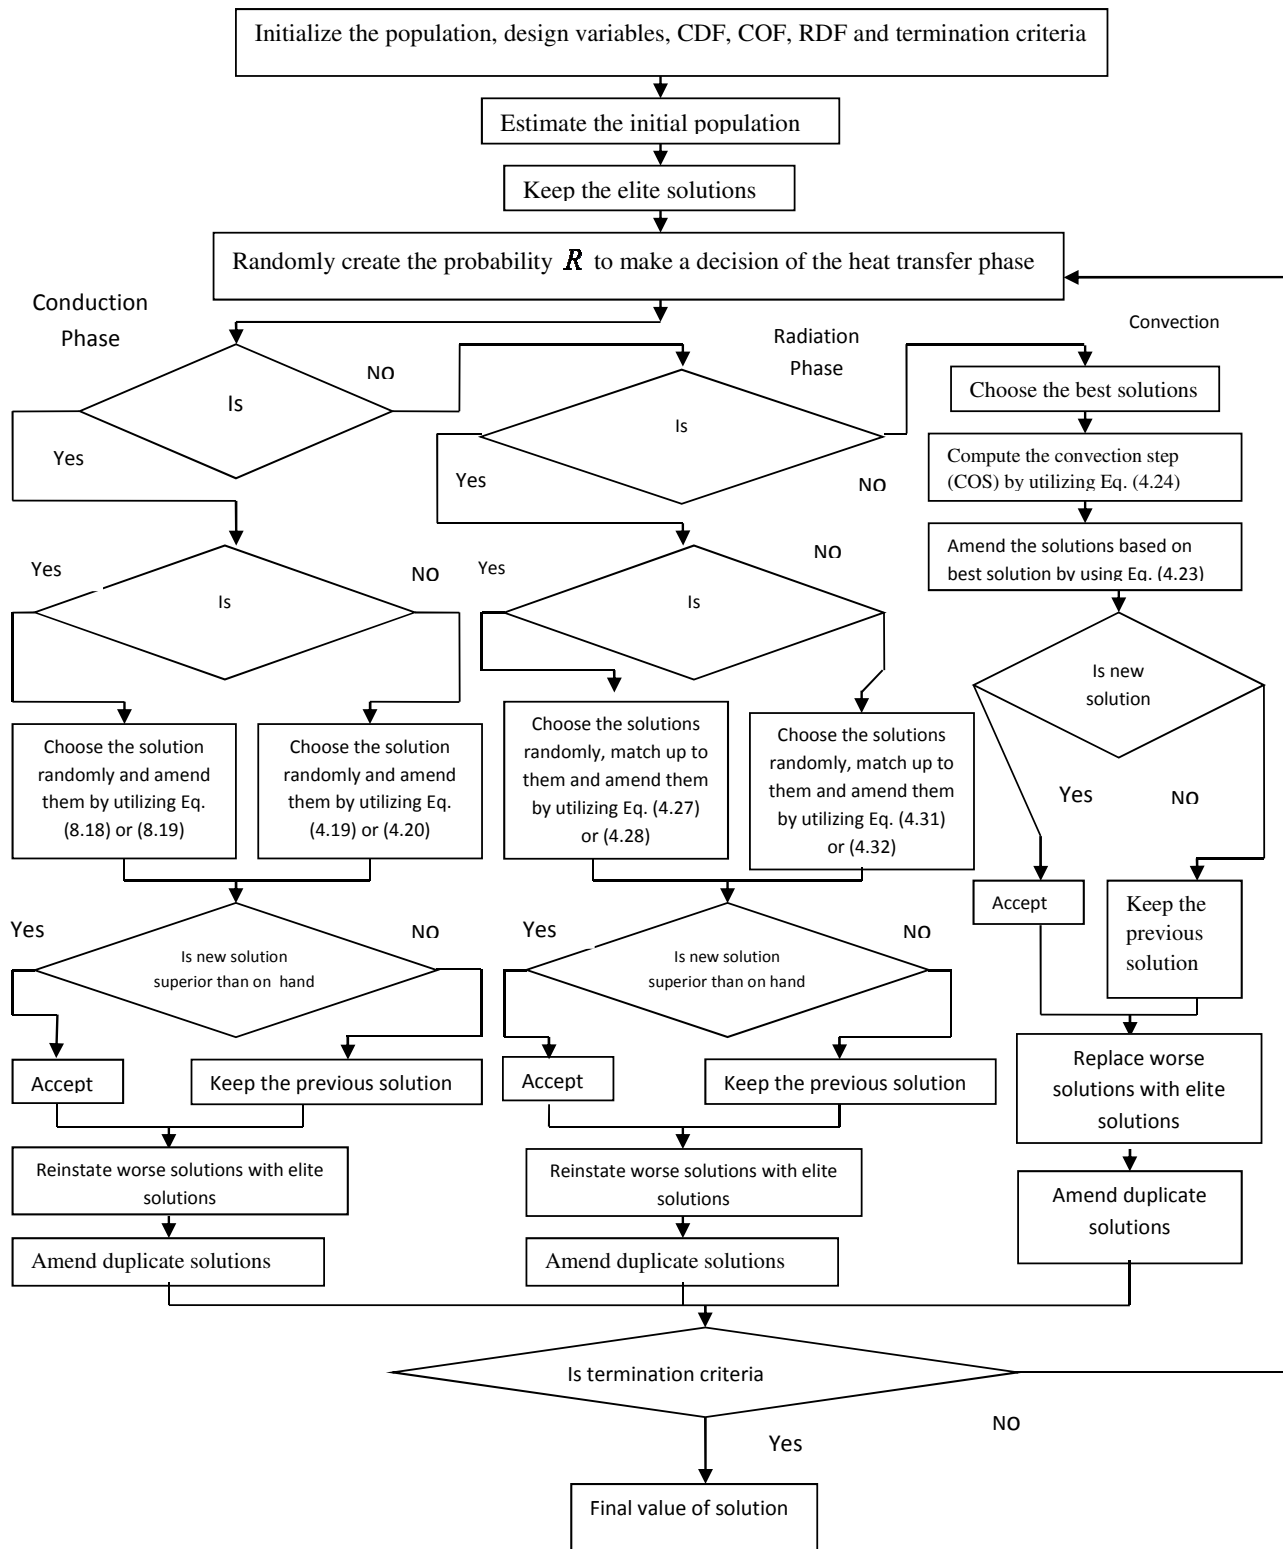 Initialize the population, design variables, CDF, COF, RDF and termination criteria
Estimate the initial population
Keep the elite solutions
Randomly create the probability R to make a decision of the heat transfer phase
Conduction
Phase
NO
Is
Yes
Radiation
Phase
Is
Yes
NO
Convection
Choose the best solutions
Compute the convection step
(COS) by utilizing Eq. (4.24)
Amend the solutions based on
best solution by using Eq. (4.23)
Yes
NO
Is
Yes
NO
Is
Is new
solution
Yes
NO
Choose the solution
randomly and amend
them by utilizing Eq.
(8.18) or (8.19)
Choose the solution
randomly and amend
them by utilizing Eq.
(4.19) or (4.20)
Choose the solutions
randomly, match up to
them and amend them
by utilizing Eq. (4.27)
or (4.28)
Choose the solutions
randomly, match up to
them and amend them
by utilizing Eq. (4.31)
or (4.32)
Accept
Keep the
previous
solution
Yes
NO
Is new solution
superior than on  hand
Yes
NO
Is new solution
superior than on hand
Accept
Keep the previous solution
Accept
Keep the previous solution
Replace worse
solutions with elite
solutions
Reinstate worse solutions with elite
solutions
Reinstate worse solutions with elite
solutions
Amend duplicate
solutions
Amend duplicate solutions
Amend duplicate solutions
Is termination criteria
NO
Yes
Final value of solution